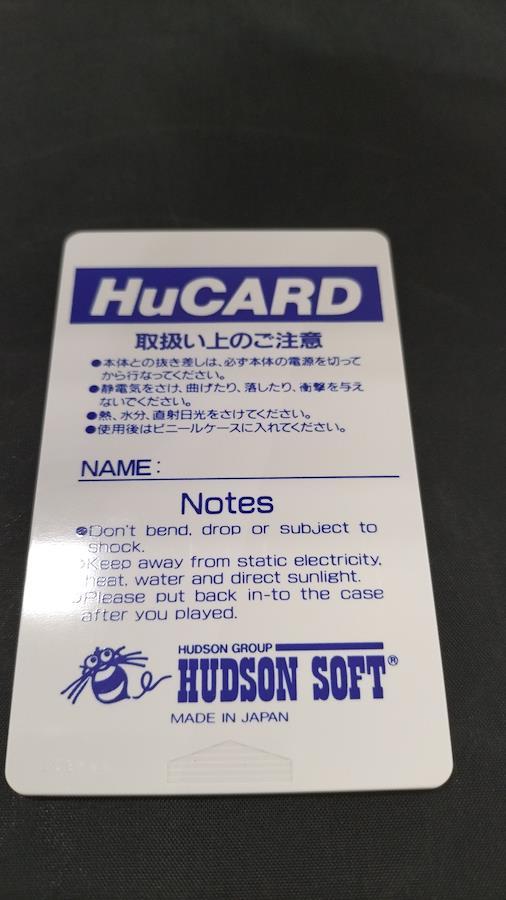 HuCARD
取扱い上のご注意
●本体との抜き差しは、必ず本体の電源を切って
から行なってください。
●静電気をさけ、曲げたり、落したり、衝撃を与え
ないでください。
●熱、水分、直射日光をさけてください。
●使用後はビニールケースに入れてください。
NAME:
Notes
●Don't bend, drop or subject to
shock.
●Keep away from static electricity,
heat, water and direct sunlight.
●Please put back in-to the case
after you played.
HUDSON GROUP
HUDSON SOFT®
MADE IN JAPAN